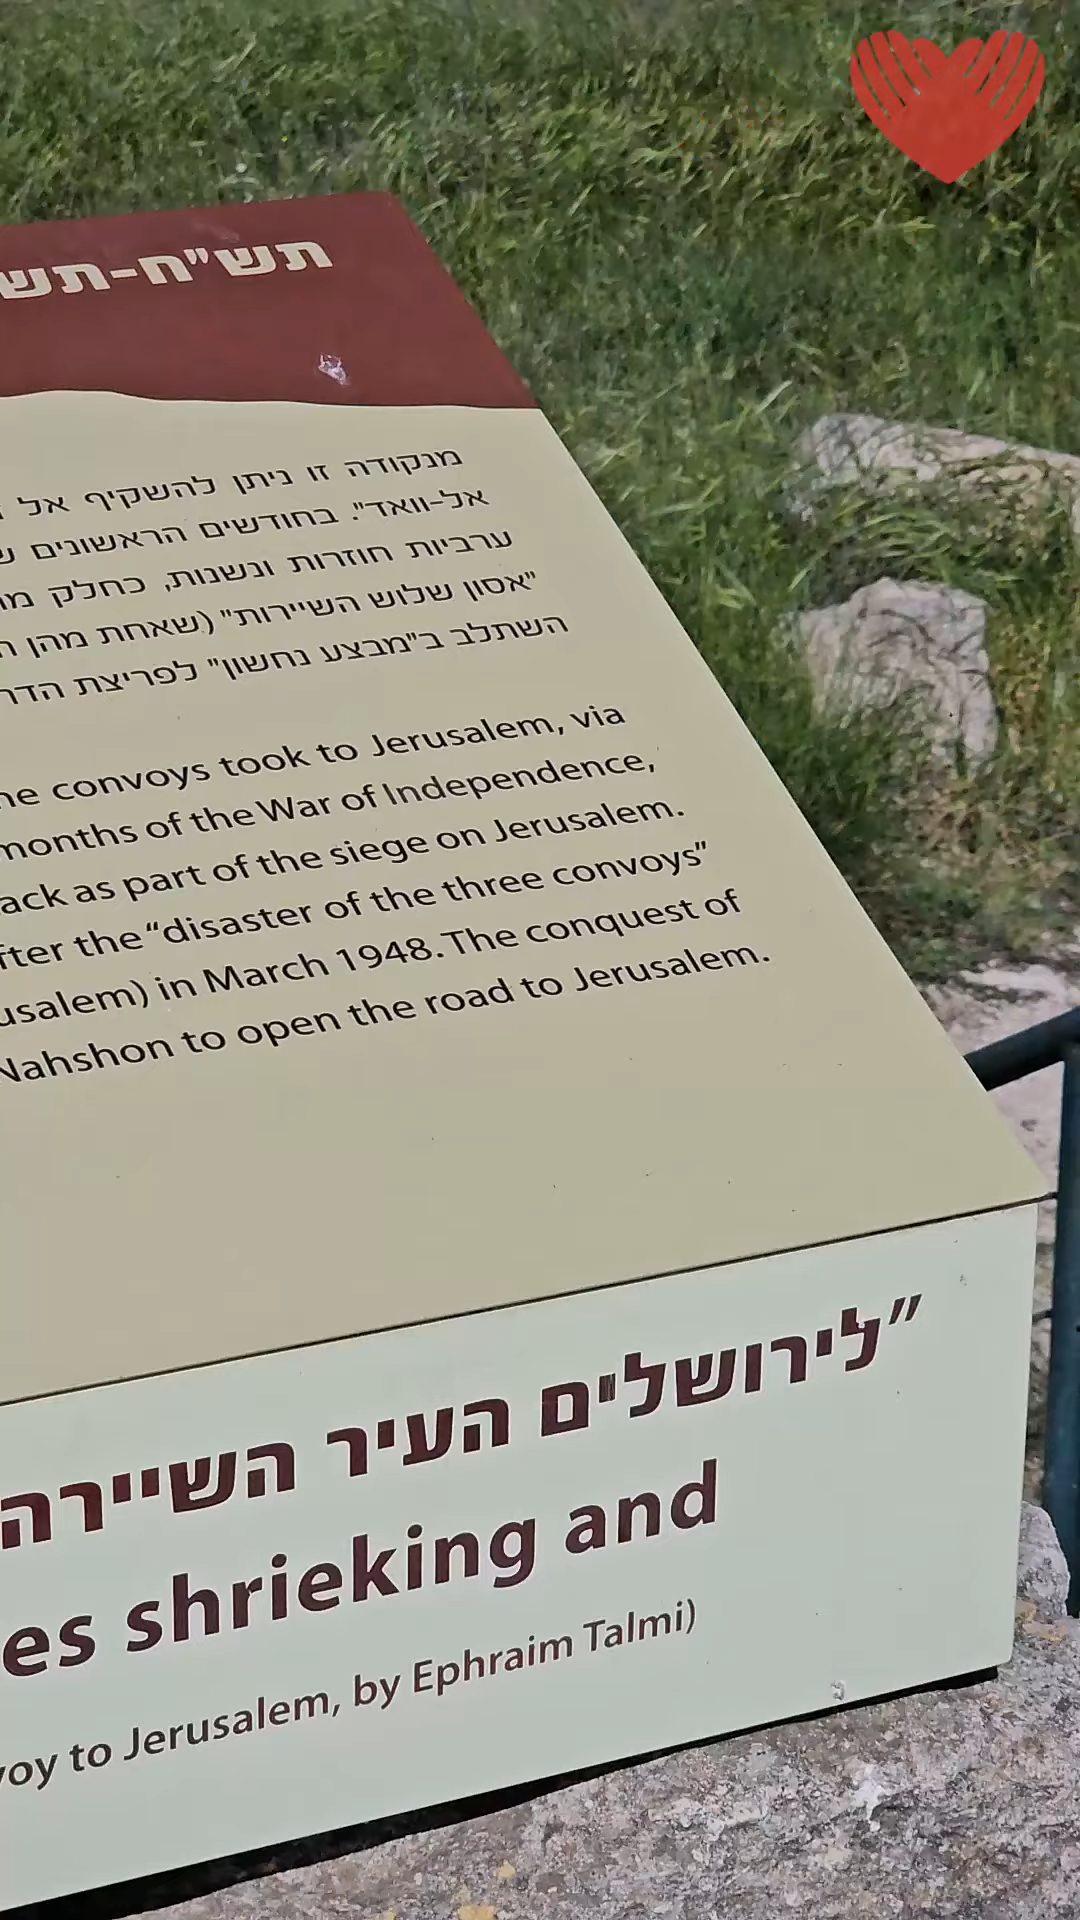 תש"ח-תש
מנקודה זו ניתן להשקיף אל
אל-וואד". בחודשים הראשונים
ערביות חוזרות ונשנות, כחלק
"אסון שלוש השיירות" (שאחת מהן
השתלב ב"מבצע נחשון" לפריצת הדר
he convoys took to Jerusalem, via
months of the War of Independence,
ack as part of the siege on Jerusalem.
fter the "disaster of the three convoys"
usalem) in March 1948. The conquest of
Nahshon to open the road to Jerusalem.
"לירושלים העיר השיירה
es shrieking and
voy to Jerusalem, by Ephraim Talmi)